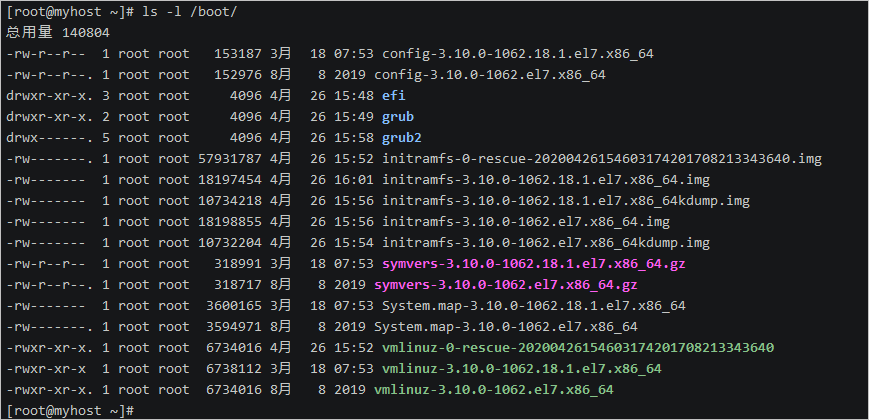 [root@myhost ~]# ls -l /boot/
总用量 140804
-rw-r--r--  1 root root   153187 3月  18 07:53 config-3.10.0-1062.18.1.el7.x86_64
-rw-r--r--. 1 root root   152976 8月   8 2019 config-3.10.0-1062.el7.x86_64
drwxr-xr-x. 3 root root     4096 4月  26 15:48 efi
drwxr-xr-x. 2 root root     4096 4月  26 15:49 grub
drwx------. 5 root root     4096 4月  26 15:58 grub2
-rw-------. 1 root root 57931787 4月  26 15:52 initramfs-0-rescue-20200426154603174201708213343640.img
-rw-------  1 root root 18197454 4月  26 16:01 initramfs-3.10.0-1062.18.1.el7.x86_64.img
-rw-------  1 root root 10734218 4月  26 15:56 initramfs-3.10.0-1062.18.1.el7.x86_64kdump.img
-rw-------  1 root root 18198855 4月  26 15:56 initramfs-3.10.0-1062.el7.x86_64.img
-rw-------  1 root root 10732204 4月  26 15:54 initramfs-3.10.0-1062.el7.x86_64kdump.img
-rw-r--r--  1 root root   318991 3月  18 07:53 symvers-3.10.0-1062.18.1.el7.x86_64.gz
-rw-r--r--. 1 root root   318717 8月   8 2019 symvers-3.10.0-1062.el7.x86_64.gz
-rw-------  1 root root  3600165 3月  18 07:53 System.map-3.10.0-1062.18.1.el7.x86_64
-rw-------. 1 root root  3594971 8月   8 2019 System.map-3.10.0-1062.el7.x86_64
-rwxr-xr-x. 1 root root  6734016 4月  26 15:52 vmlinuz-0-rescue-20200426154603174201708213343640
-rwxr-xr-x  1 root root  6738112 3月  18 07:53 vmlinuz-3.10.0-1062.18.1.el7.x86_64
-rwxr-xr-x. 1 root root  6734016 8月   8 2019 vmlinuz-3.10.0-1062.el7.x86_64
[root@myhost ~]#